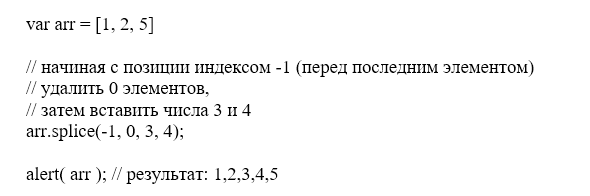 var arr = [1, 2, 5]
// начиная с позиции индексом -1 (перед последним элементом)
// удалить 0 элементов,
// затем вставить числа 3 и 4
arr.splice(-1, 0, 3, 4);
alert( arr ); // результат: 1,2,3,4,5